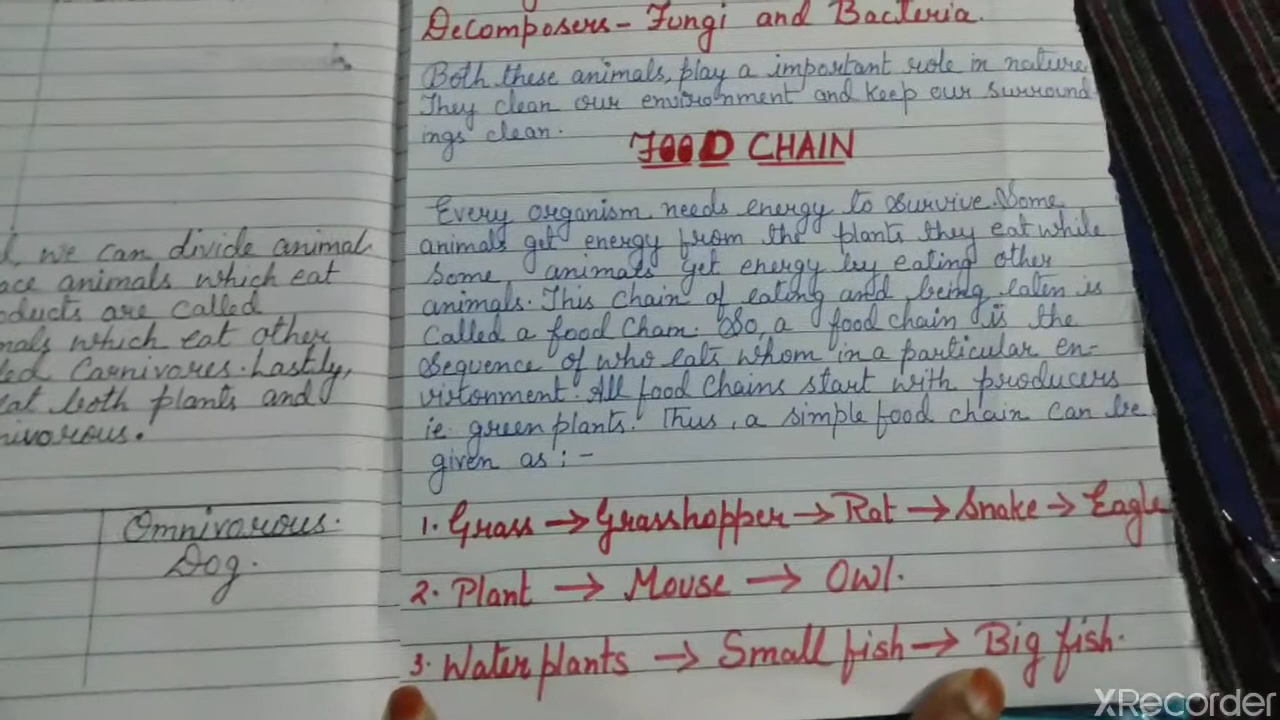 Decomposers - Fungi and Bacteria.
Both these animals, play a important role in nature
They clean our environment and keep our surround
ings clean.
FOOD CHAIN
Every organism needs energy to survive. Some
animals get energy from the plants they eat while
some animals get energy by eating other
animals. This chain of eating and being eaten is
called a food chain. So, a food chain is the
sequence of who eats whom in a particular en-
vironment. All food chains start with producers
ie. green plants. Thus, a simple food chain can be
given as :-
1. Grass → Grasshopper → Rat → Snake → Eagle
2. Plant → Mouse → Owl.
3. Water plants → Small fish → Big fish.
we can divide animal
animals which eat
oducts are called
mals which eat other
led Carnivores. Lastly,
eat both plants and
nivorous.
Omnivorous.
Dog.
XRecorder